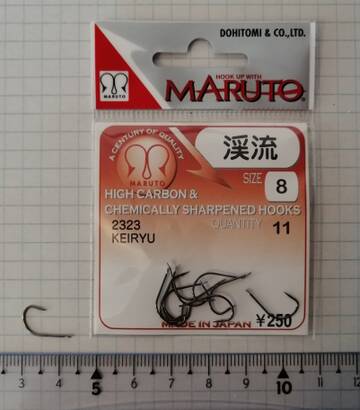 DOHITOMI & CO.,LTD.
HOOK UP WITH
MARUTO®
MARUTO
A CENTURY OF QUALITY
MARUTO
渓流
SIZE 8
HIGH CARBON &
CHEMICALLY SHARPENED HOOKS
2323 QUANTITY 11
KEIRYU
MADE IN JAPAN ¥250
3 4 5 6 7 8 9 10 11